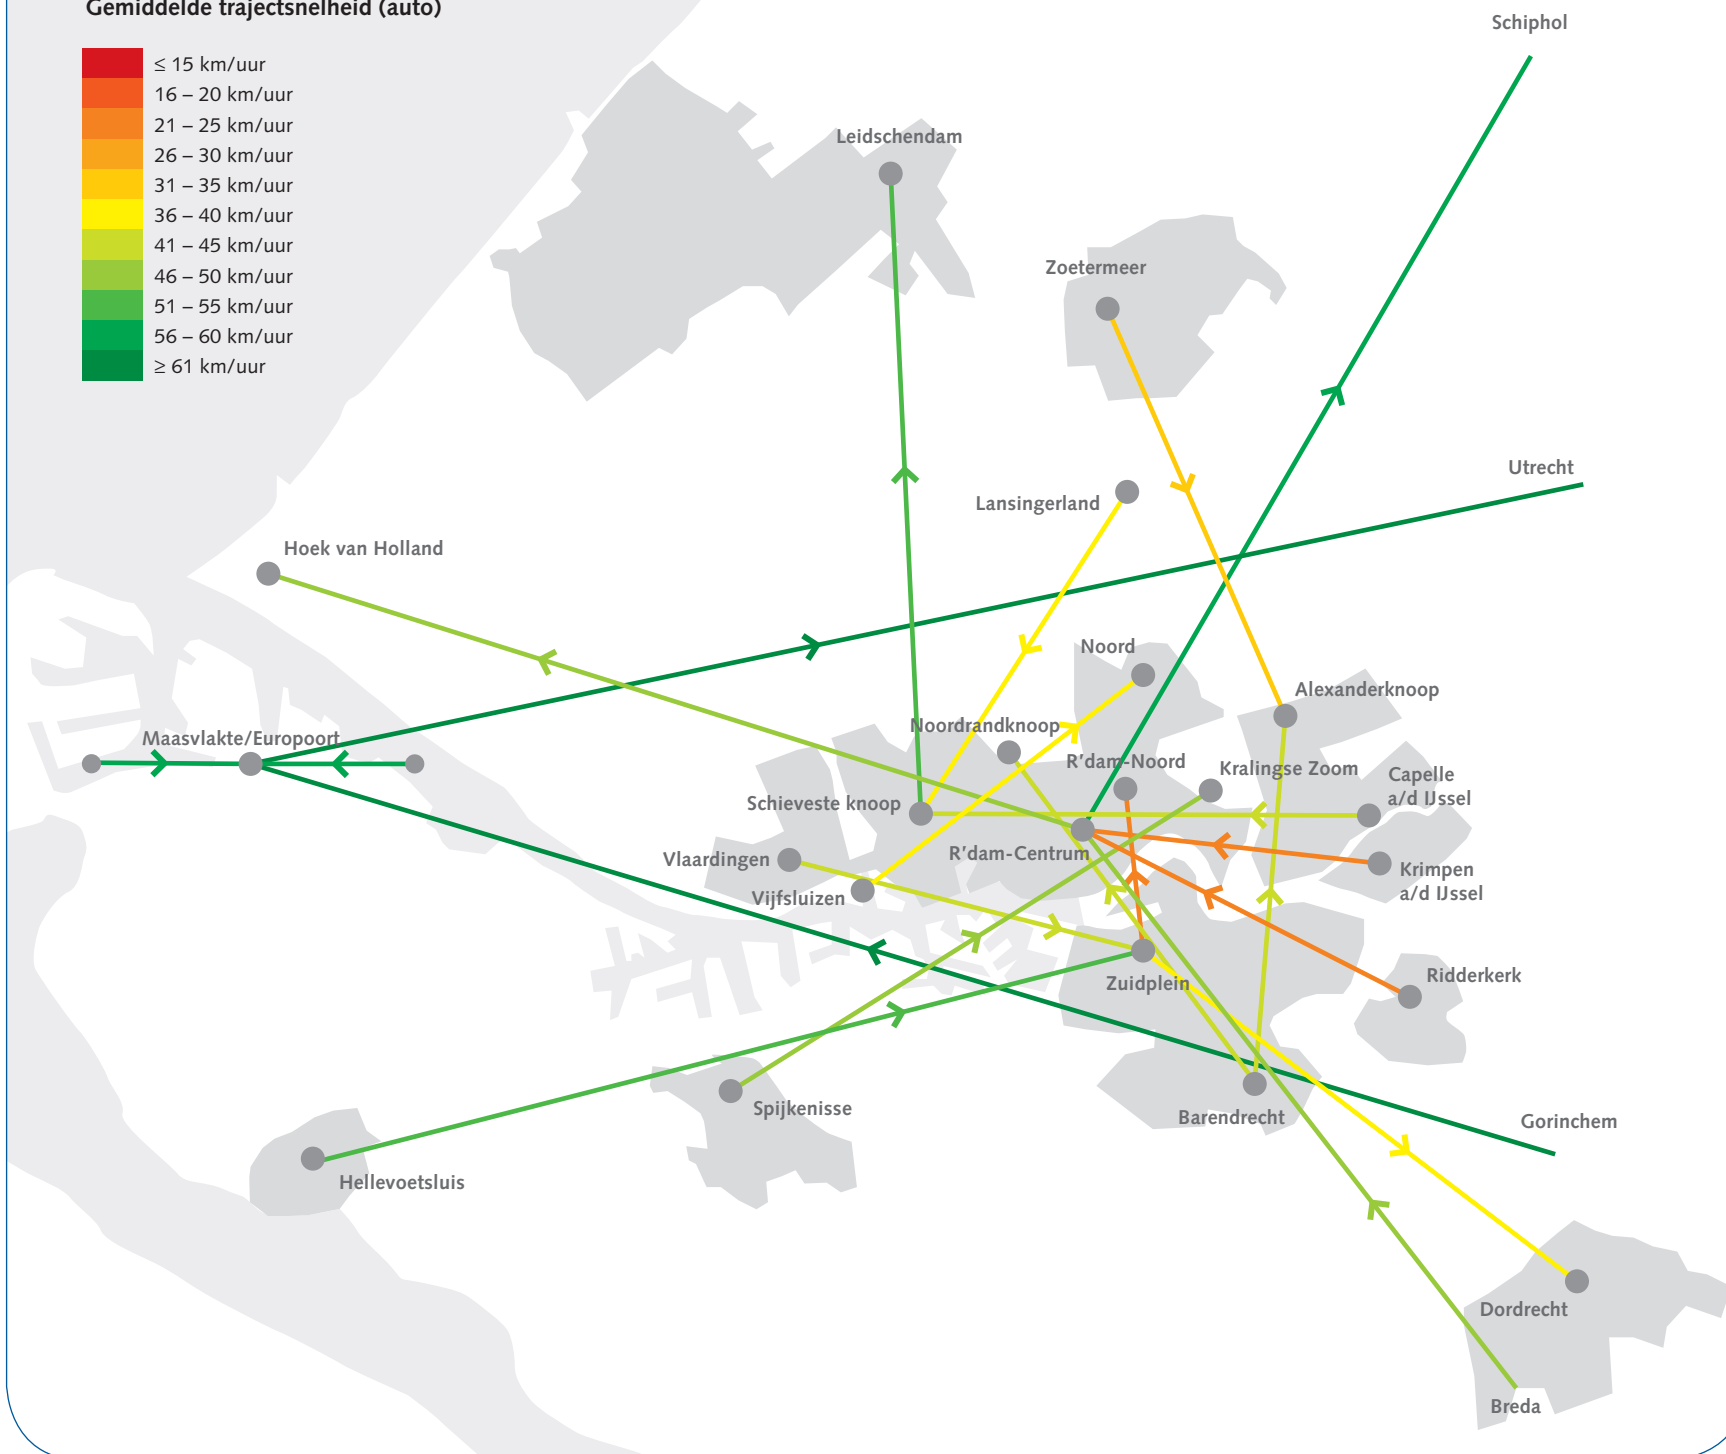 Gemiddelde trajectsnelheid (auto)
≤ 15 km/uur
16 – 20 km/uur
21 – 25 km/uur
26 – 30 km/uur
31 – 35 km/uur
36 – 40 km/uur
41 – 45 km/uur
46 – 50 km/uur
51 – 55 km/uur
56 – 60 km/uur
≥ 61 km/uur
Schiphol
Leidschendam
Zoetermeer
Utrecht
Lansingerland
Hoek van Holland
Noord
Alexanderknoop
Noordrandknoop
Maasvlakte/Europoort
R'dam-Noord
Kralingse Zoom
Capelle
a/d IJssel
Schieveste knoop
R'dam-Centrum
Vlaardingen
Krimpen
a/d IJssel
Vijfsluizen
Ridderkerk
Zuidplein
Spijkenisse
Barendrecht
Gorinchem
Hellevoetsluis
Dordrecht
Breda